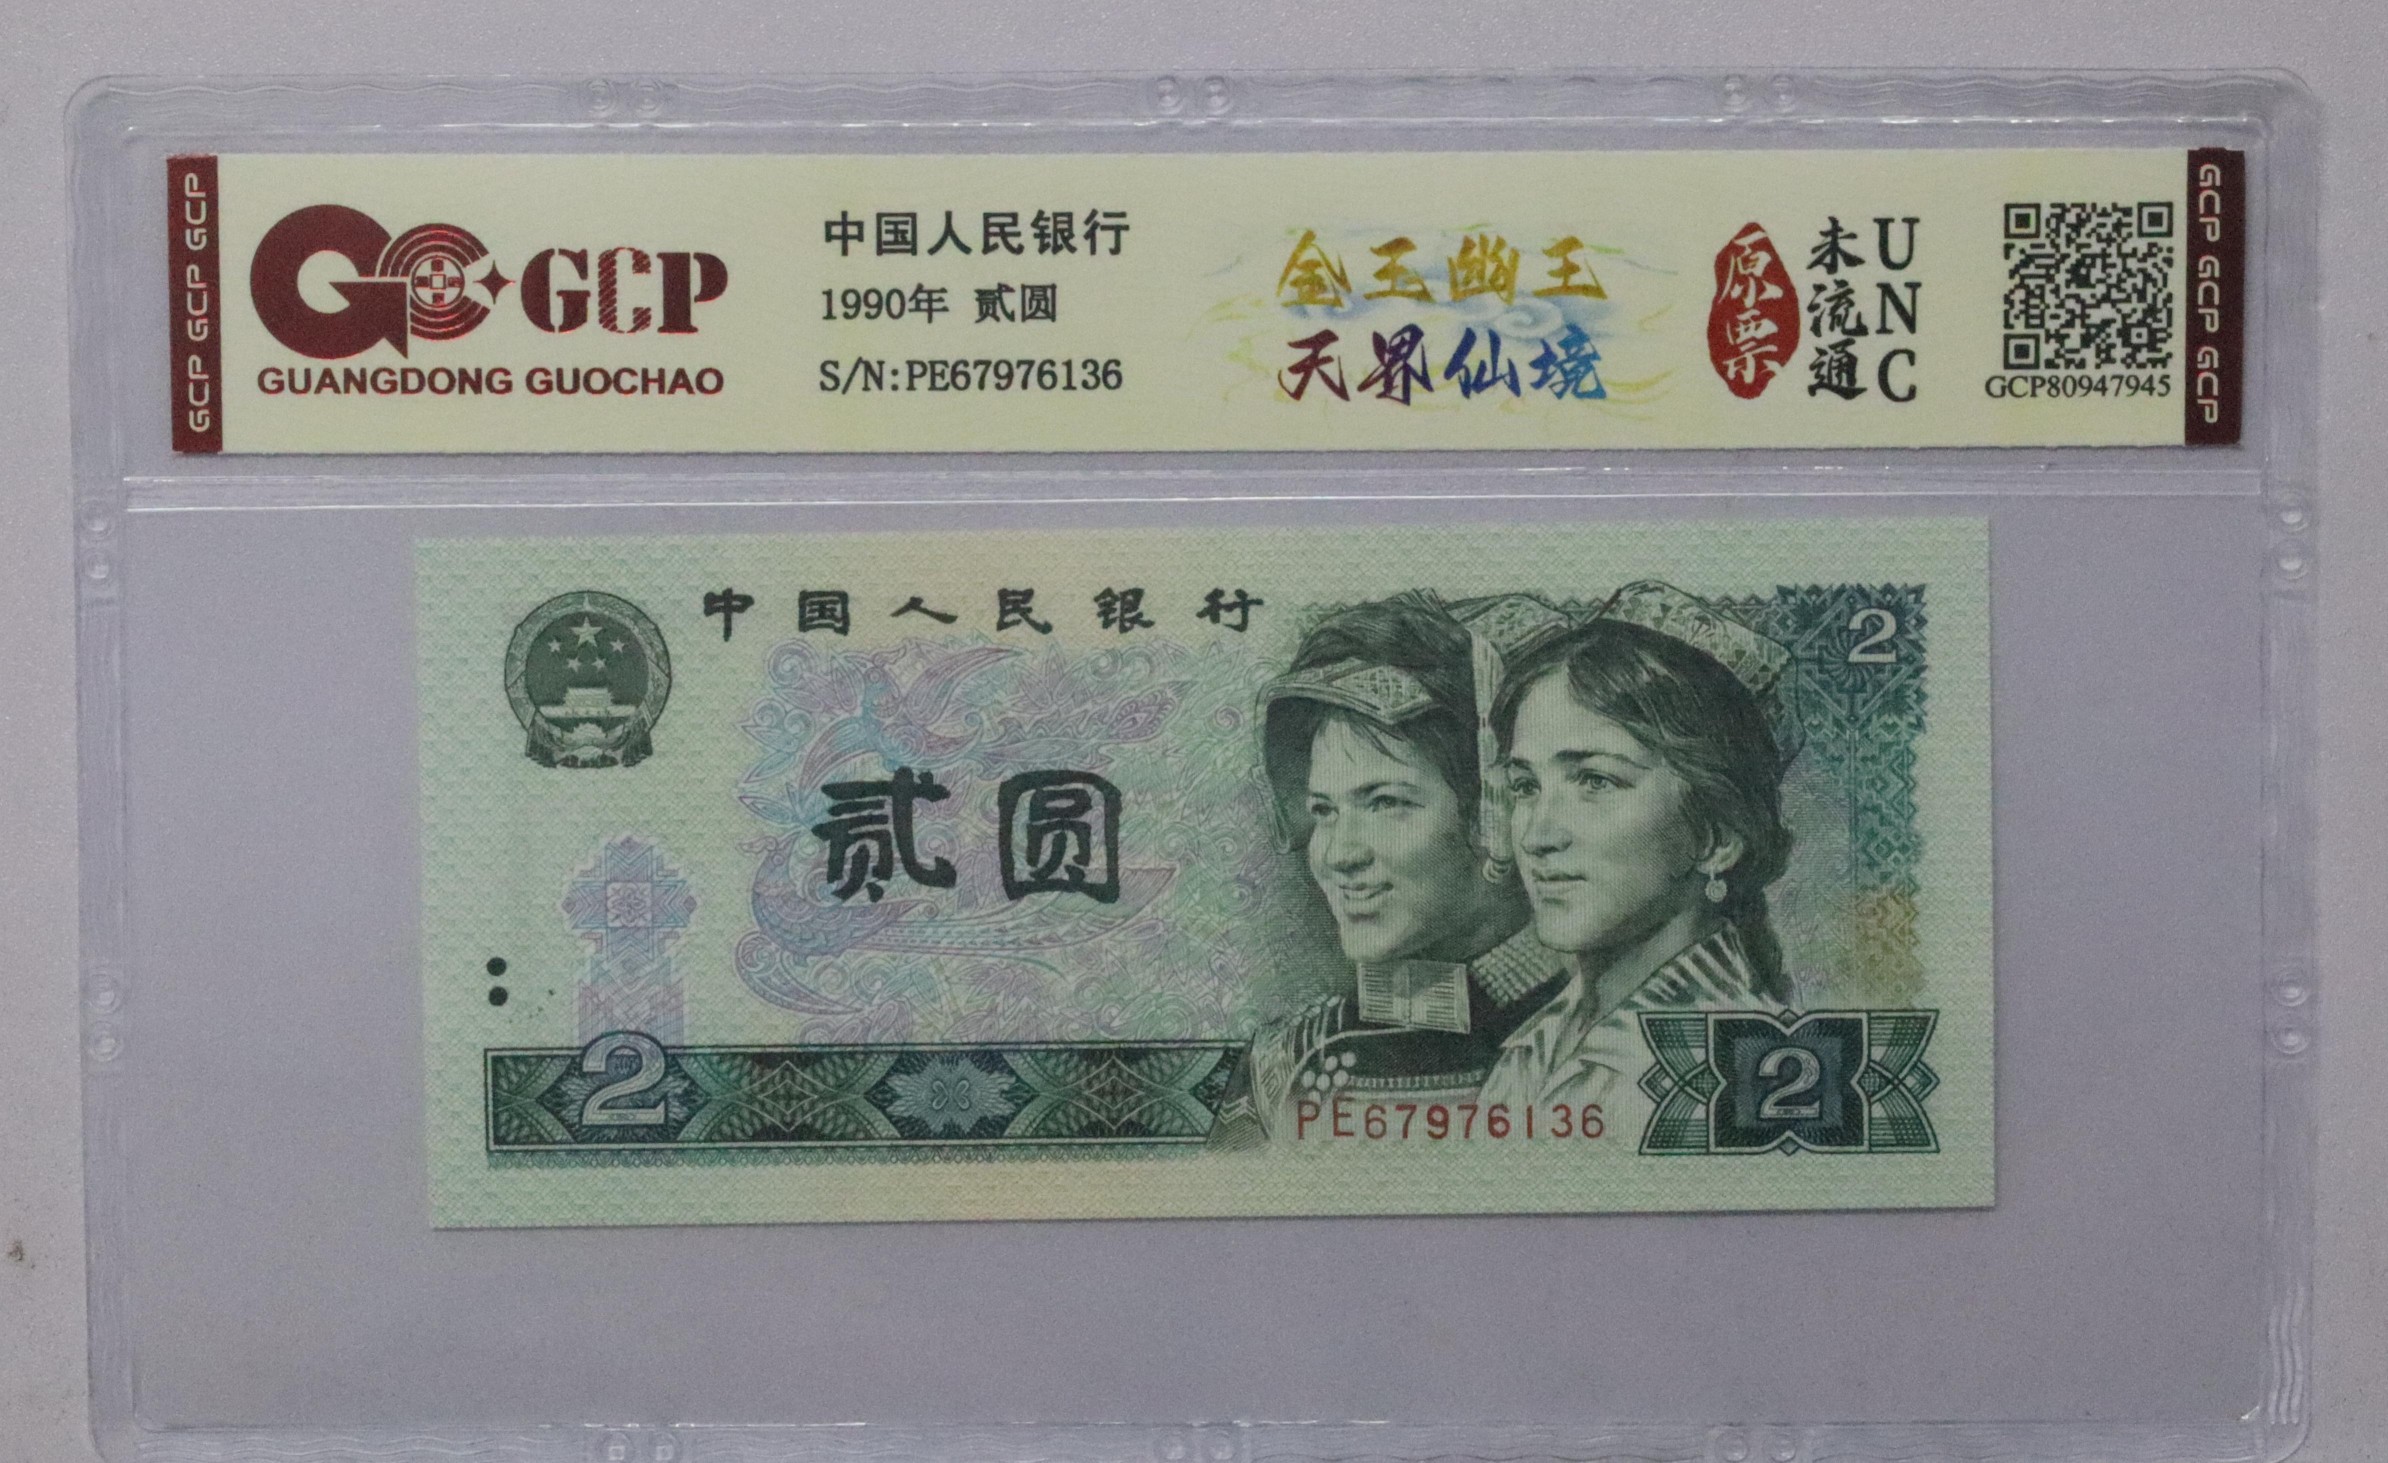 GCP GCP GCP
GCP
GUANGDONG GUOCHAO
中国人民银行
1990年 贰圆
S/N:PE67976136
金王幽王
天界仙境
原票
未流通
UNC
GCP80947945
GCP GCP GCP
中国人民银行
2
贰圆
2
PE67976136
2